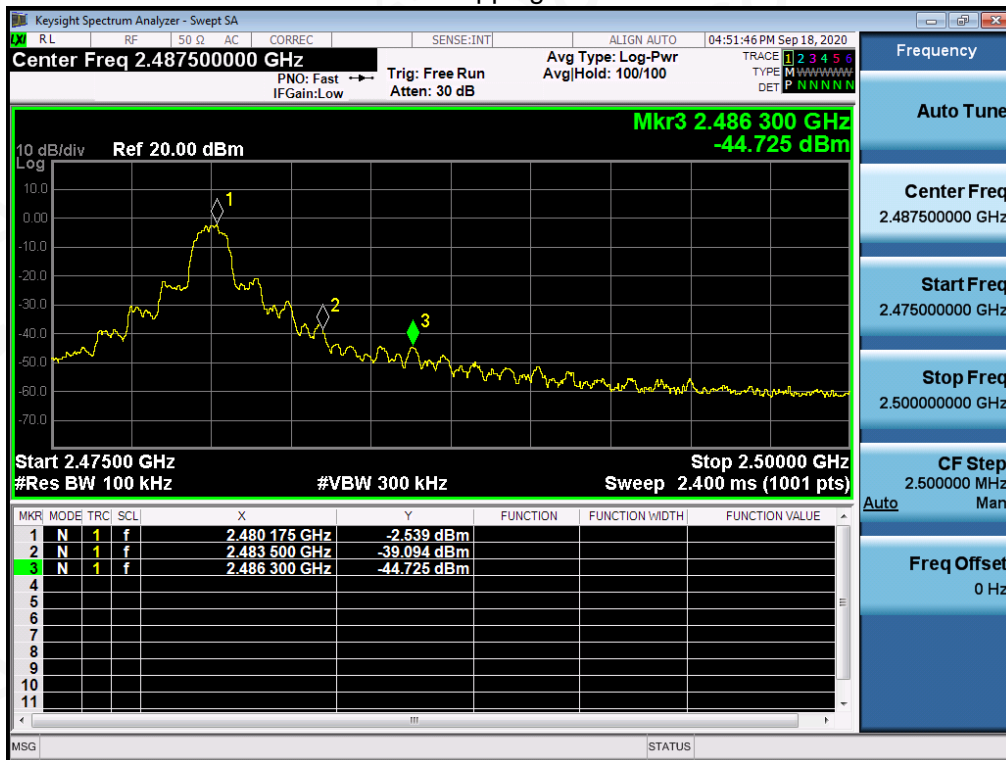 Keysight Spectrum Analyzer - Swept SA
LXI RL RF 50 Ω AC CORREC SENSE:INT ALIGN AUTO 04:51:46 PM Sep 18, 2020
Center Freq 2.487500000 GHz
PNO: Fast
IFGain:Low
Trig: Free Run
Atten: 30 dB
Avg Type: Log-Pwr
Avg|Hold: 100/100
TRACE 1 2 3 4 5 6
TYPE M WWWWW
DET P N N N N N
Mkr3 2.486 300 GHz
-44.725 dBm
10 dB/div Ref 20.00 dBm
Log
10.0
0.00
-10.0
-20.0
-30.0
-40.0
-50.0
-60.0
-70.0
1
2
3
Start 2.47500 GHz Stop 2.50000 GHz
#Res BW 100 kHz #VBW 300 kHz Sweep 2.400 ms (1001 pts)
MKR MODE TRC SCL X Y FUNCTION FUNCTION WIDTH FUNCTION VALUE
1 N 1 f 2.480 175 GHz -2.539 dBm
2 N 1 f 2.483 500 GHz -39.094 dBm
3 N 1 f 2.486 300 GHz -44.725 dBm
4
5
6
7
8
9
10
11
MSG STATUS
Frequency
Auto Tune
Center Freq
2.487500000 GHz
Start Freq
2.475000000 GHz
Stop Freq
2.500000000 GHz
CF Step
2.500000 MHz
Auto Man
Freq Offset
0 Hz